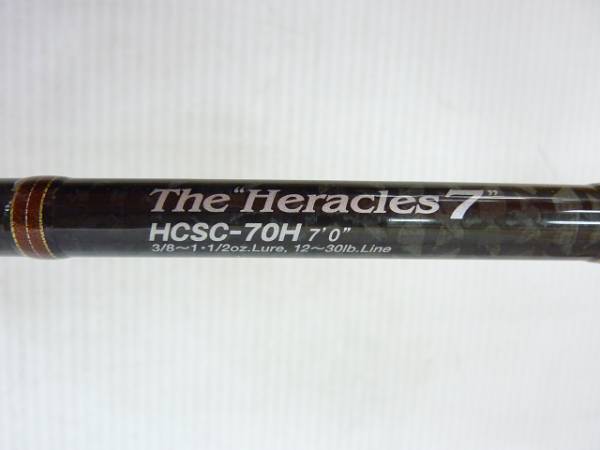 The "Heracles 7"
HCSC-70H 7'0"
3/8～1・1/2oz.Lure, 12～30lb.Line